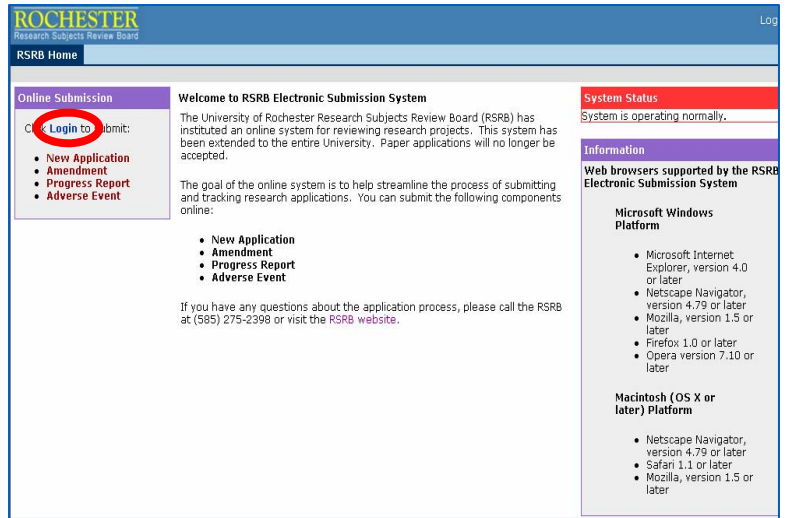 ROCHESTER
Research Subjects Review Board
Log
RSRB Home
Online Submission
Login to
submit:
New Application
Amendment
Progress Report
Adverse Event
Welcome to RSRB Electronic Submission System
The University of Rochester Research Subjects Review Board (RSRB) has
instituted an online system for reviewing research projects. This system has
been extended to the entire University. Paper applications will no longer be
accepted.
The goal of the online system is to help streamline the process of submitting
and tracking research applications. You can submit the following components
online:
New Application
Amendment
Progress Report
Adverse Event
If you have any questions about the application process, please call the RSRB
at (585) 275-2398 or visit the RSRB website.
System Status
System is operating normally.
Information
Web browsers supported by the RSRB
Electronic Submission System
Microsoft Windows
Platform
Microsoft Internet
Explorer, version 4.0
or later
Netscape Navigator,
version 4.79 or later
Mozilla, version 1.5 or
later
Firefox 1.0 or later
Opera version 7.10 or
later
Macintosh (OS X or
later) Platform
Netscape Navigator,
version 4.79 or later
Safari 1.1 or later
Mozilla, version 1.5 or
later